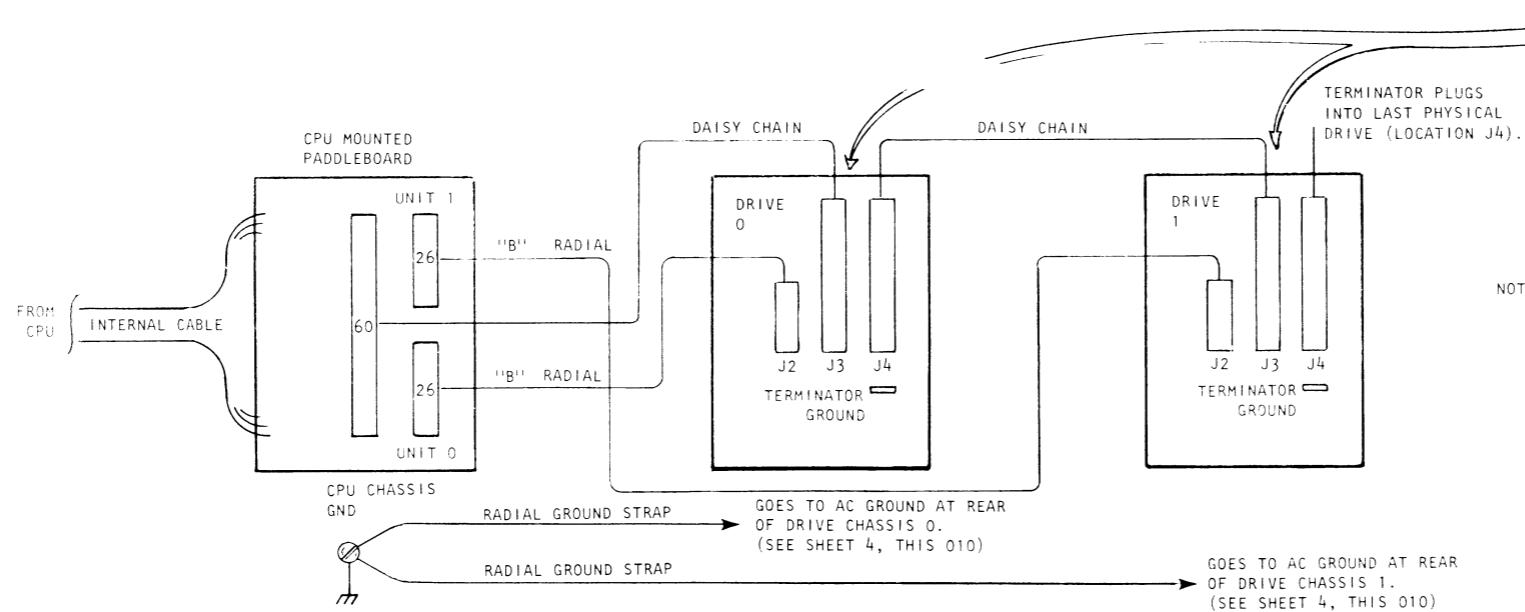 TERMINATOR PLUGS
INTO LAST PHYSICAL
DRIVE (LOCATION J4).
DAISY CHAIN
DAISY CHAIN
CPU MOUNTED
PADDLEBOARD
UNIT 1
26
"B" RADIAL
60
FROM
CPU
INTERNAL CABLE
26
"B" RADIAL
UNIT 0
CPU CHASSIS
GND
DRIVE
0
J2 J3 J4
TERMINATOR
GROUND
DRIVE
1
J2 J3 J4
TERMINATOR
GROUND
NOT
RADIAL GROUND STRAP
GOES TO AC GROUND AT REAR
OF DRIVE CHASSIS 0.
(SEE SHEET 4, THIS 010)
RADIAL GROUND STRAP
GOES TO AC GROUND AT REAR
OF DRIVE CHASSIS 1.
(SEE SHEET 4, THIS 010)